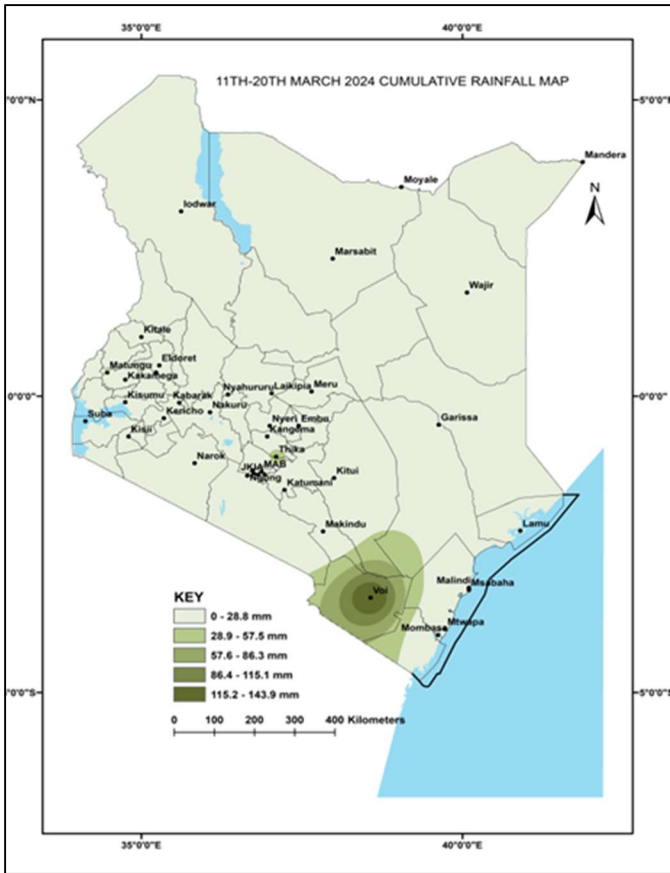 35°0'0"E 40°0'0"E
11TH-20TH MARCH 2024 CUMULATIVE RAINFALL MAP
5°0'0"N
Mandera
Moyale
N
lodwar
Marsabit
Wajir
Kitale
Eldoret
Matungu
Kakamega
Nyahururu Laikipia Meru
0°0'0"
Kisumu Kabarak
Suba Kericho Nakuru
Garissa
Nyeri Embu
Kisii Kangema
Thika
Narok JKIA MAB
Ngong Kitui
Katumani
Makindu
Lamu
Malindi Msabaha
Voi
Mombasa Mtwapa
KEY
0 - 28.8 mm
28.9 - 57.5 mm
57.6 - 86.3 mm
86.4 - 115.1 mm
115.2 - 143.9 mm
0 100 200 300 400 Kilometers
35°0'0"E 40°0'0"E